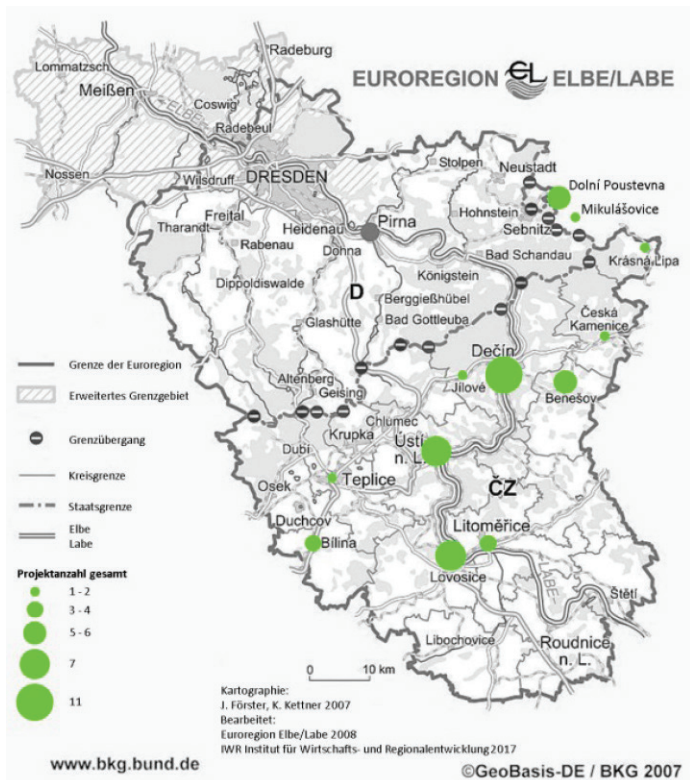 EUROREGION EL ELBE/LABE
Radeburg
Lommatzsch
Meißen
Coswig
ELBE
Radebeul
Nossen
Wilsdruff
DRESDEN
Stolpen
Neustadt
Dolní Poustevna
Hohnstein
Mikulášovice
Sebnitz
Freital
Tharandt
Heidenau
Pirna
Rabenau
Dohna
Bad Schandau
Krásná Lípa
Königstein
Dippoldiswalde
D
Berggießhübel
Bad Gottleuba
Glashütte
Česká
Kamenice
Děčín
Altenberg
Geising
Jílové
Benešov
Chlumec
Krupka
Ústí
n. L.
Dubí
Osek
Teplice
ČZ
Duchcov
Bílina
Litoměřice
Lovosice
LABE
Štětí
Libochovice
Roudnice
n. L.
Grenze der Euroregion
Erweitertes Grenzgebiet
Grenzübergang
Kreisgrenze
Staatsgrenze
Elbe
Labe
Projektanzahl gesamt
1 - 2
3 - 4
5 - 6
7
11
0 10 km
Kartographie:
J. Förster, K. Kettner 2007
Bearbeitet:
Euroregion Elbe/Labe 2008
IWR Institut für Wirtschafts- und Regionalentwicklung 2017
www.bkg.bund.de
©GeoBasis-DE / BKG 2007